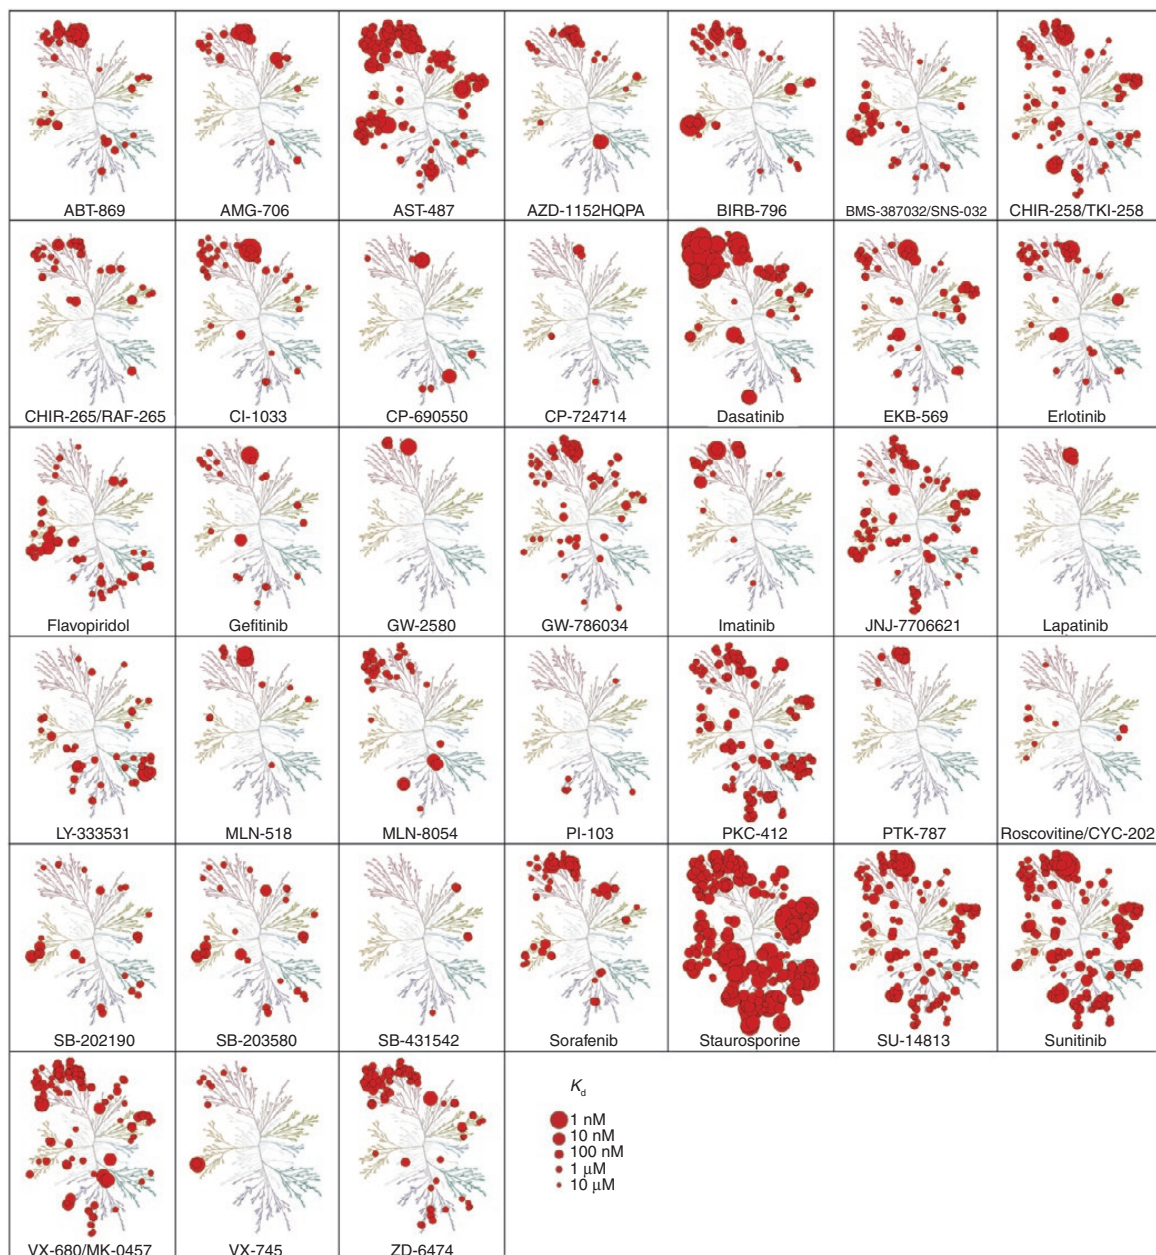 ABT-869
AMG-706
AST-487
AZD-1152HQPA
BIRB-796
BMS-387032/SNS-032
CHIR-258/TKI-258
CHIR-265/RAF-265
CI-1033
CP-690550
CP-724714
Dasatinib
EKB-569
Erlotinib
Flavopiridol
Gefitinib
GW-2580
GW-786034
Imatinib
JNJ-7706621
Lapatinib
LY-333531
MLN-518
MLN-8054
PI-103
PKC-412
PTK-787
Roscovitine/CYC-202
SB-202190
SB-203580
SB-431542
Sorafenib
Staurosporine
SU-14813
Sunitinib
VX-680/MK-0457
VX-745
ZD-6474
Kd
1 nM
10 nM
100 nM
1 μM
10 μM